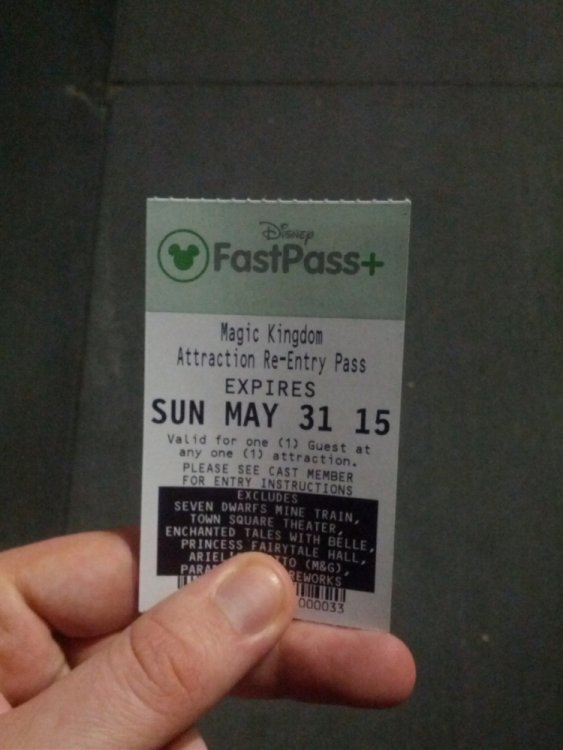 Disney
FastPass+
Magic Kingdom
Attraction Re-Entry Pass
EXPIRES
SUN MAY 31 15
Valid for one (1) Guest at
any one (1) attraction.
PLEASE SEE CAST MEMBER
FOR ENTRY INSTRUCTIONS
EXCLUDES
SEVEN DWARFS MINE TRAIN,
TOWN SQUARE THEATER,
ENCHANTED TALES WITH BELLE,
PRINCESS FAIRYTALE HALL,
(M&G),
000033